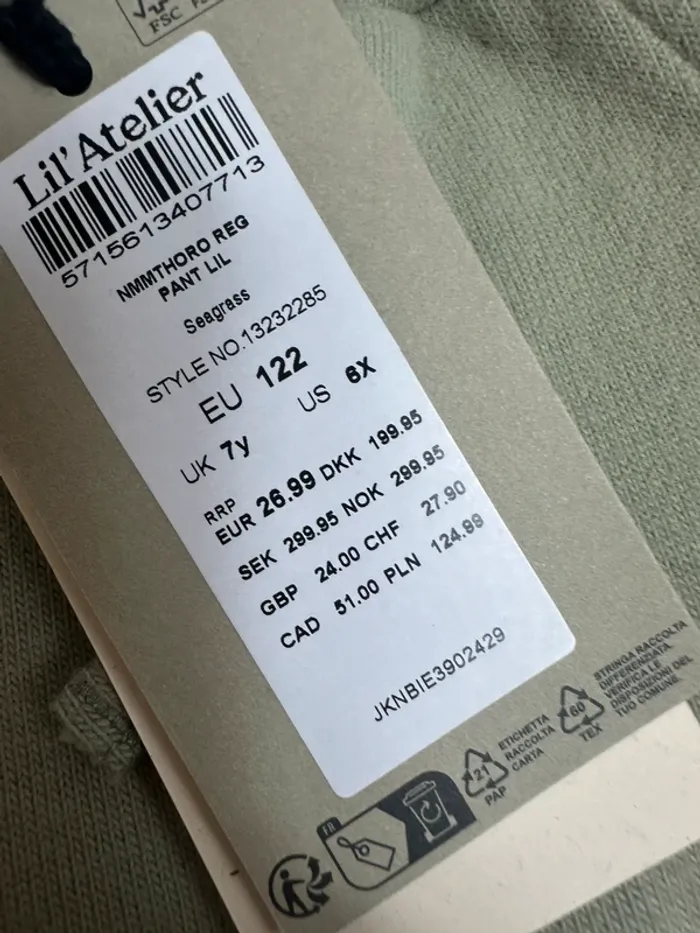 FSC
Lil' Atelier
5715613407713
NMMTHORO REG
PANT LIL
Seagrass
STYLE NO.13232285
EU 122
UK 7y US 6X
RRP
EUR 26.99 DKK 199.95
SEK 299.95 NOK 299.95
GBP 24.00 CHF 27.90
CAD 51.00 PLN 124.99
JKNBIE3902429
STRINGA RACCOLTA
DIFFERENZIATA.
VERIFICA LE
DISPOSIZIONI DEL
TUO COMUNE.
60
TEX
ETICHETTA
RACCOLTA
CARTA
21
PAP
FR